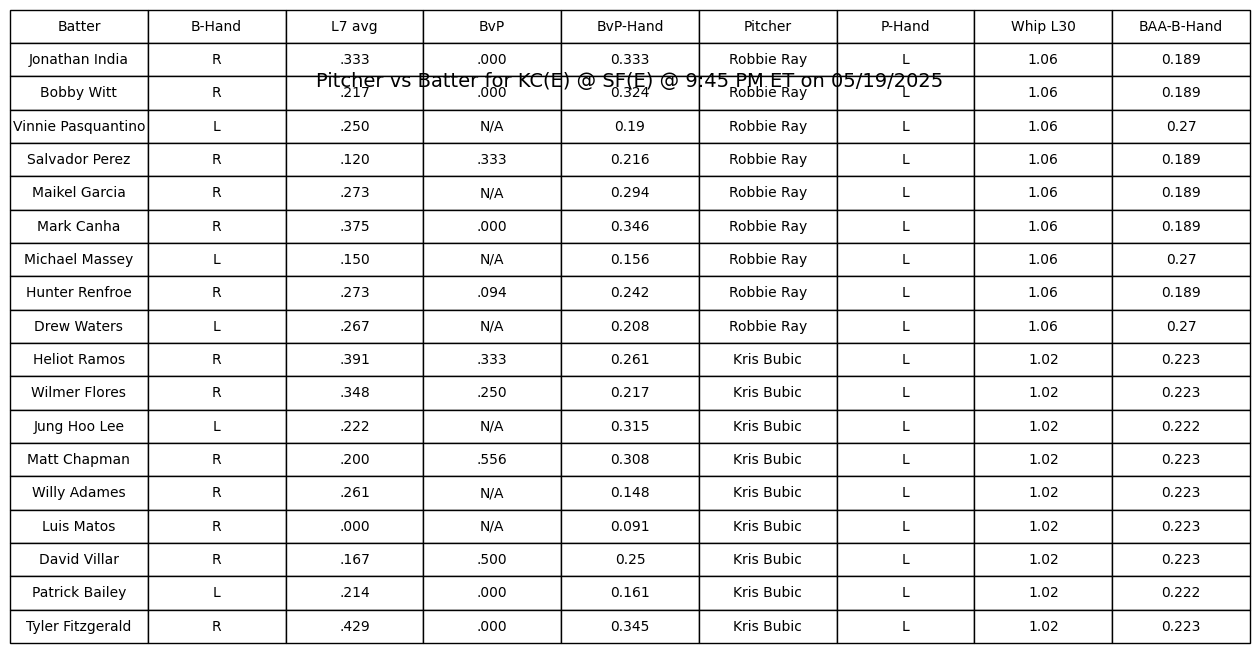 Batter B-Hand L7 avg BvP BvP-Hand Pitcher P-Hand Whip L30 BAA-B-Hand
Jonathan India R .333 .000 0.333 Robbie Ray L 1.06 0.189
Pitcher vs Batter for KC(E) @ SF(E) @ 9:45 PM ET on 05/19/2025
Bobby Witt R .217 .000 0.324 Robbie Ray L 1.06 0.189
Vinnie Pasquantino L .250 N/A 0.19 Robbie Ray L 1.06 0.27
Salvador Perez R .120 .333 0.216 Robbie Ray L 1.06 0.189
Maikel Garcia R .273 N/A 0.294 Robbie Ray L 1.06 0.189
Mark Canha R .375 .000 0.346 Robbie Ray L 1.06 0.189
Michael Massey L .150 N/A 0.156 Robbie Ray L 1.06 0.27
Hunter Renfroe R .273 .094 0.242 Robbie Ray L 1.06 0.189
Drew Waters L .267 N/A 0.208 Robbie Ray L 1.06 0.27
Heliot Ramos R .391 .333 0.261 Kris Bubic L 1.02 0.223
Wilmer Flores R .348 .250 0.217 Kris Bubic L 1.02 0.223
Jung Hoo Lee L .222 N/A 0.315 Kris Bubic L 1.02 0.222
Matt Chapman R .200 .556 0.308 Kris Bubic L 1.02 0.223
Willy Adames R .261 N/A 0.148 Kris Bubic L 1.02 0.223
Luis Matos R .000 N/A 0.091 Kris Bubic L 1.02 0.223
David Villar R .167 .500 0.25 Kris Bubic L 1.02 0.223
Patrick Bailey L .214 .000 0.161 Kris Bubic L 1.02 0.222
Tyler Fitzgerald R .429 .000 0.345 Kris Bubic L 1.02 0.223